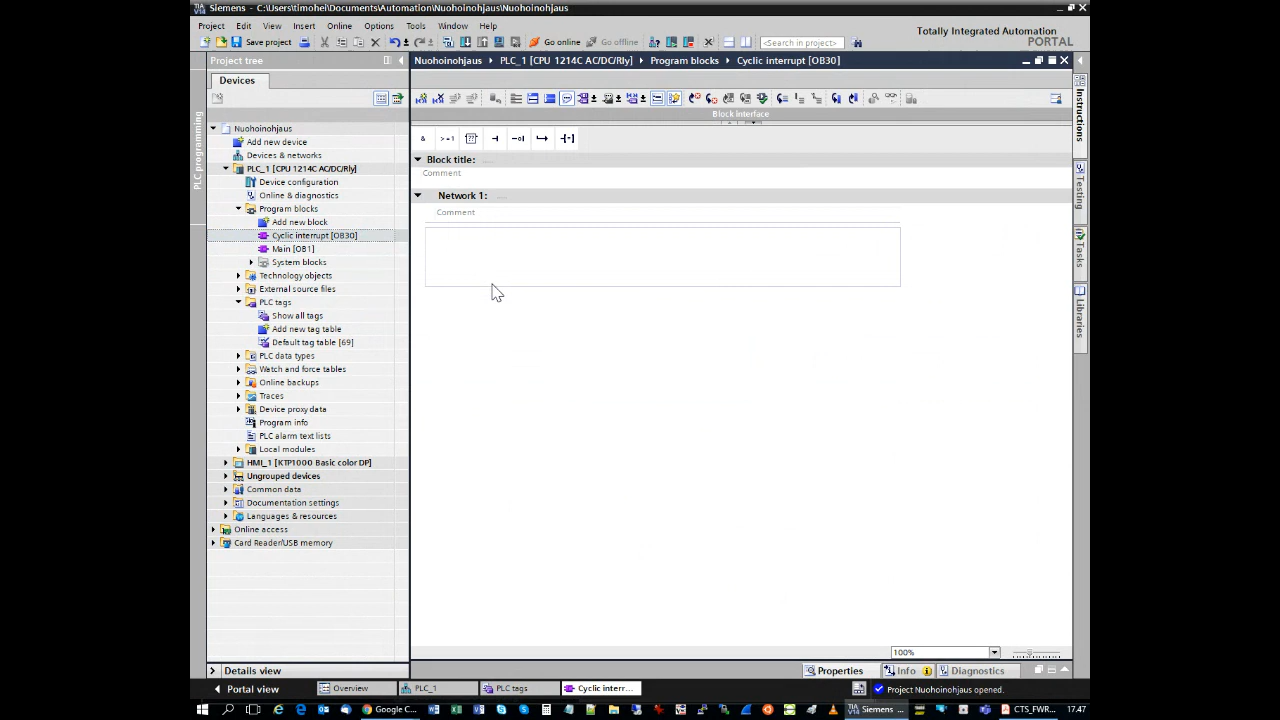 Siemens - C:\Users\timohei\Documents\Automation\Nuohoinohjaus\Nuohoinohjaus
Project Edit View Insert Online Options Tools Window Help
Totally Integrated Automation
PORTAL
Save project
Go online
Go offline
<Search in project>
Project tree
Nuohoinohjaus PLC_1 [CPU 1214C AC/DC/Rly] Program blocks Cyclic interrupt [OB30]
Devices
PLC programming
Block interface
Nuohoinohjaus
Add new device
Devices & networks
PLC_1 [CPU 1214C AC/DC/Rly]
Device configuration
Online & diagnostics
Program blocks
Add new block
Cyclic interrupt [OB30]
Main [OB1]
System blocks
Technology objects
External source files
PLC tags
Show all tags
Add new tag table
Default tag table [69]
PLC data types
Watch and force tables
Online backups
Traces
Device proxy data
Program info
PLC alarm text lists
Local modules
HMI_1 [KTP1000 Basic color DP]
Ungrouped devices
Common data
Documentation settings
Languages & resources
Online access
Card Reader/USB memory
& >=1 ??
Block title:
Comment
Network 1:
Comment
Instructions
Testing
Tasks
Libraries
100%
Details view
Properties Info Diagnostics
Portal view Overview PLC_1 PLC tags Cyclic interr... Project Nuohoinohjaus opened.
Google C... Siemens ... CTS_FWR... 17.47